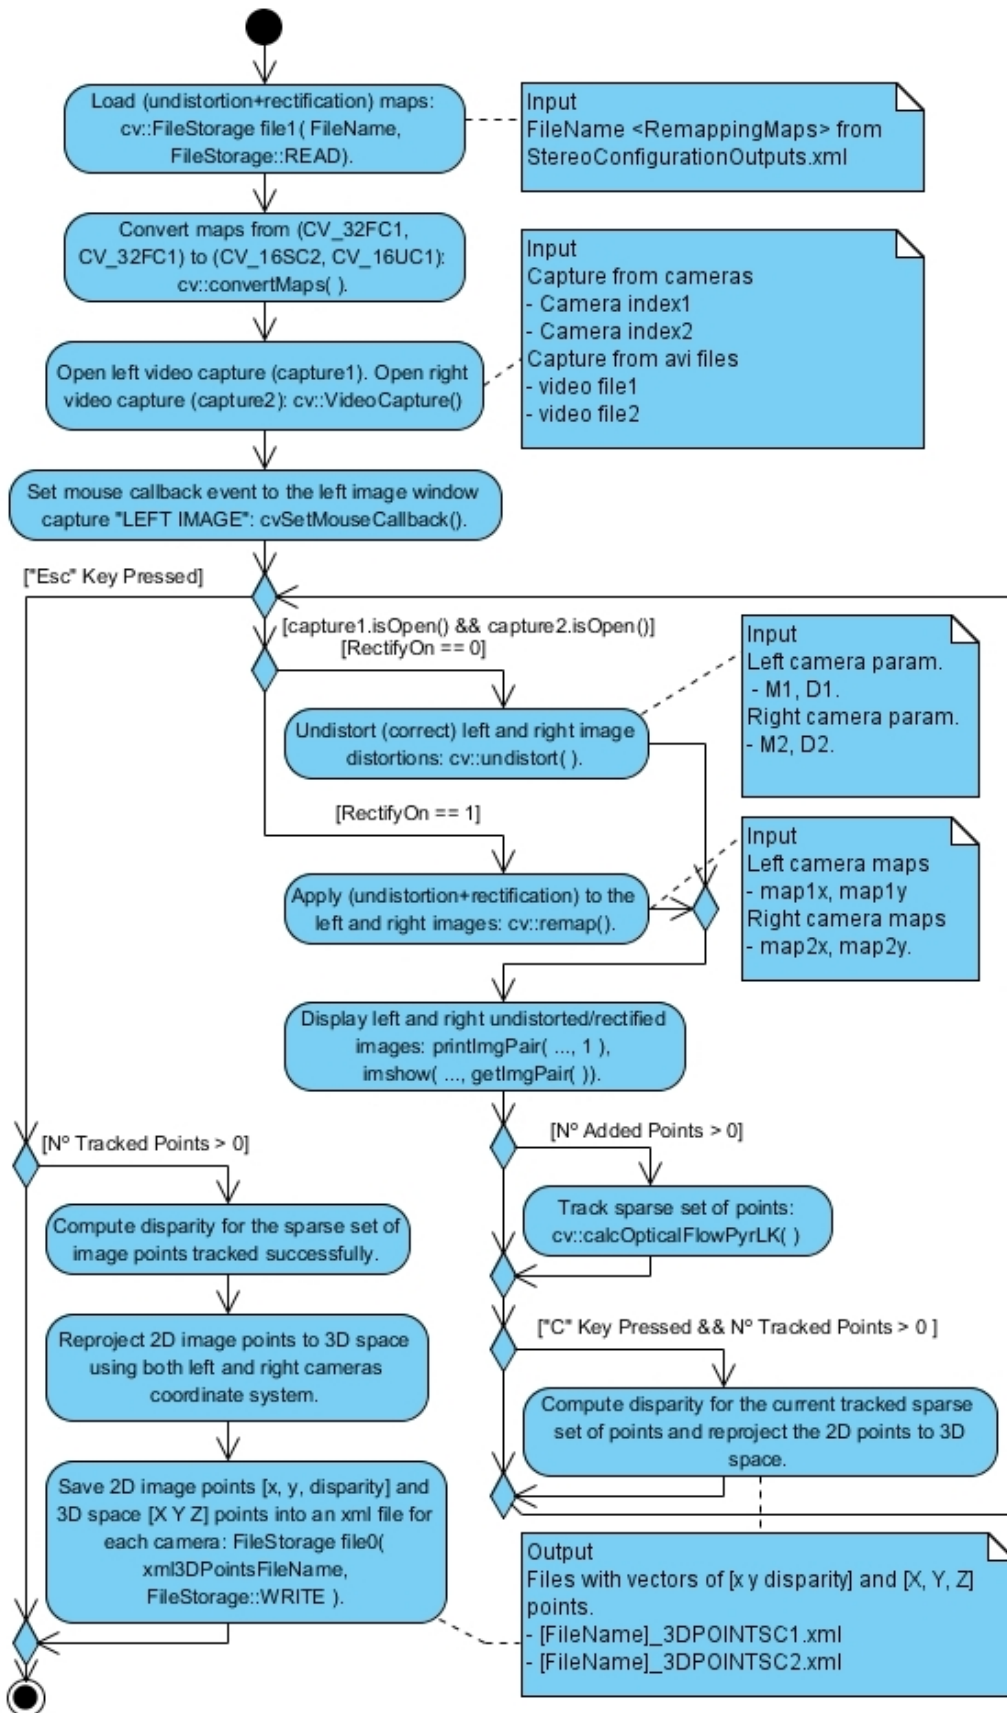 Load (undistortion+rectification) maps:
cv::FileStorage file1( FileName,
FileStorage::READ).
Input
FileName <RemappingMaps> from
StereoConfigurationOutputs.xml
Convert maps from (CV_32FC1,
CV_32FC1) to (CV_16SC2, CV_16UC1):
cv::convertMaps( ).
Input
Capture from cameras
- Camera index1
- Camera index2
Capture from avi files
- video file1
- video file2
Open left video capture (capture1). Open right
video capture (capture2): cv::VideoCapture()
Set mouse callback event to the left image window
capture "LEFT IMAGE": cvSetMouseCallback().
["Esc" Key Pressed]
[capture1.isOpen() && capture2.isOpen()]
[RectifyOn == 0]
Input
Left camera param.
- M1, D1.
Right camera param.
- M2, D2.
Undistort (correct) left and right image
distortions: cv::undistort( ).
[RectifyOn == 1]
Input
Left camera maps
- map1x, map1y
Right camera maps
- map2x, map2y.
Apply (undistortion+rectification) to the
left and right images: cv::remap().
Display left and right undistorted/rectified
images: printImgPair( ..., 1 ),
imshow( ..., getImgPair( )).
[Nº Tracked Points > 0]
[Nº Added Points > 0]
Compute disparity for the sparse set of
image points tracked successfully.
Track sparse set of points:
cv::calcOpticalFlowPyrLK( )
Reproject 2D image points to 3D space
using both left and right cameras
coordinate system.
["C" Key Pressed && Nº Tracked Points > 0 ]
Compute disparity for the current tracked sparse
set of points and reproject the 2D points to 3D
space.
Save 2D image points [x, y, disparity] and
3D space [X Y Z] points into an xml file for
each camera: FileStorage file0(
xml3DPointsFileName,
FileStorage::WRITE ).
Output
Files with vectors of [x y disparity] and [X, Y, Z]
points.
- [FileName]_3DPOINTSC1.xml
- [FileName]_3DPOINTSC2.xml